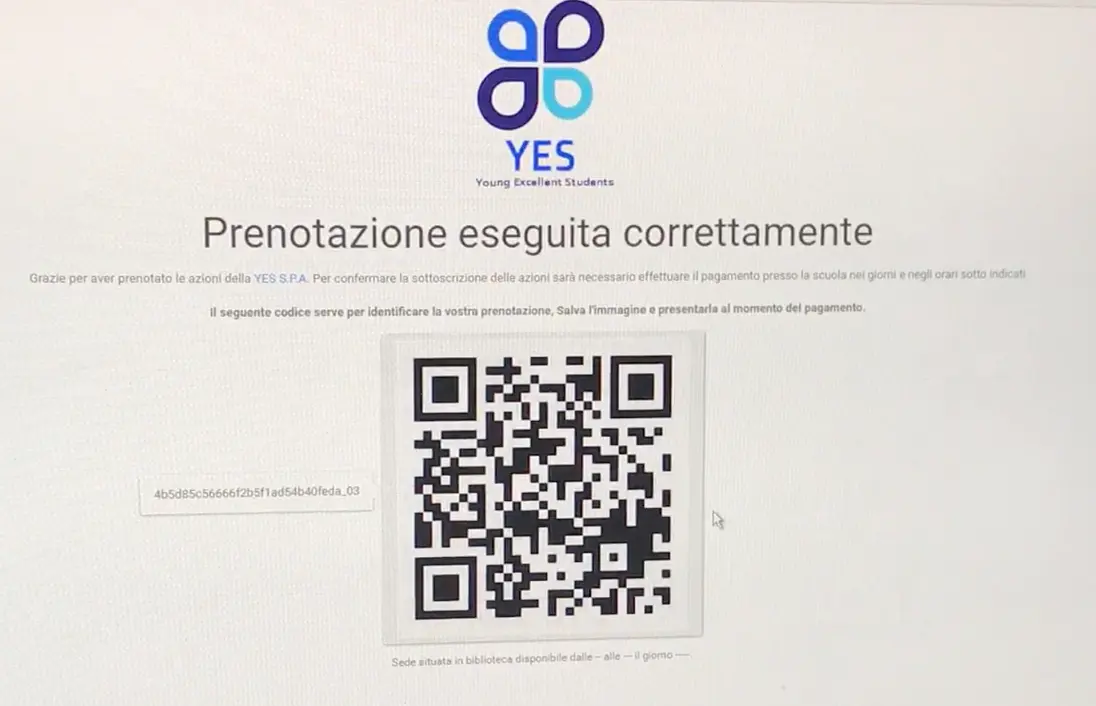 YES
Young Excellent Students
Prenotazione eseguita correttamente
Grazie per aver prenotato le azioni della YES S.P.A. Per confermare la sottoscrizione delle azioni sarà necessario effettuare il pagamento presso la scuola nei giorni e negli orari sotto indicati
Il seguente codice serve per identificare la vostra prenotazione, Salva l'immagine e presentarla al momento del pagamento.
4b5d85c56666f2b5f1ad54b40feda_03
Sede situata in biblioteca disponibile dalle -- alle --- il giorno ----.